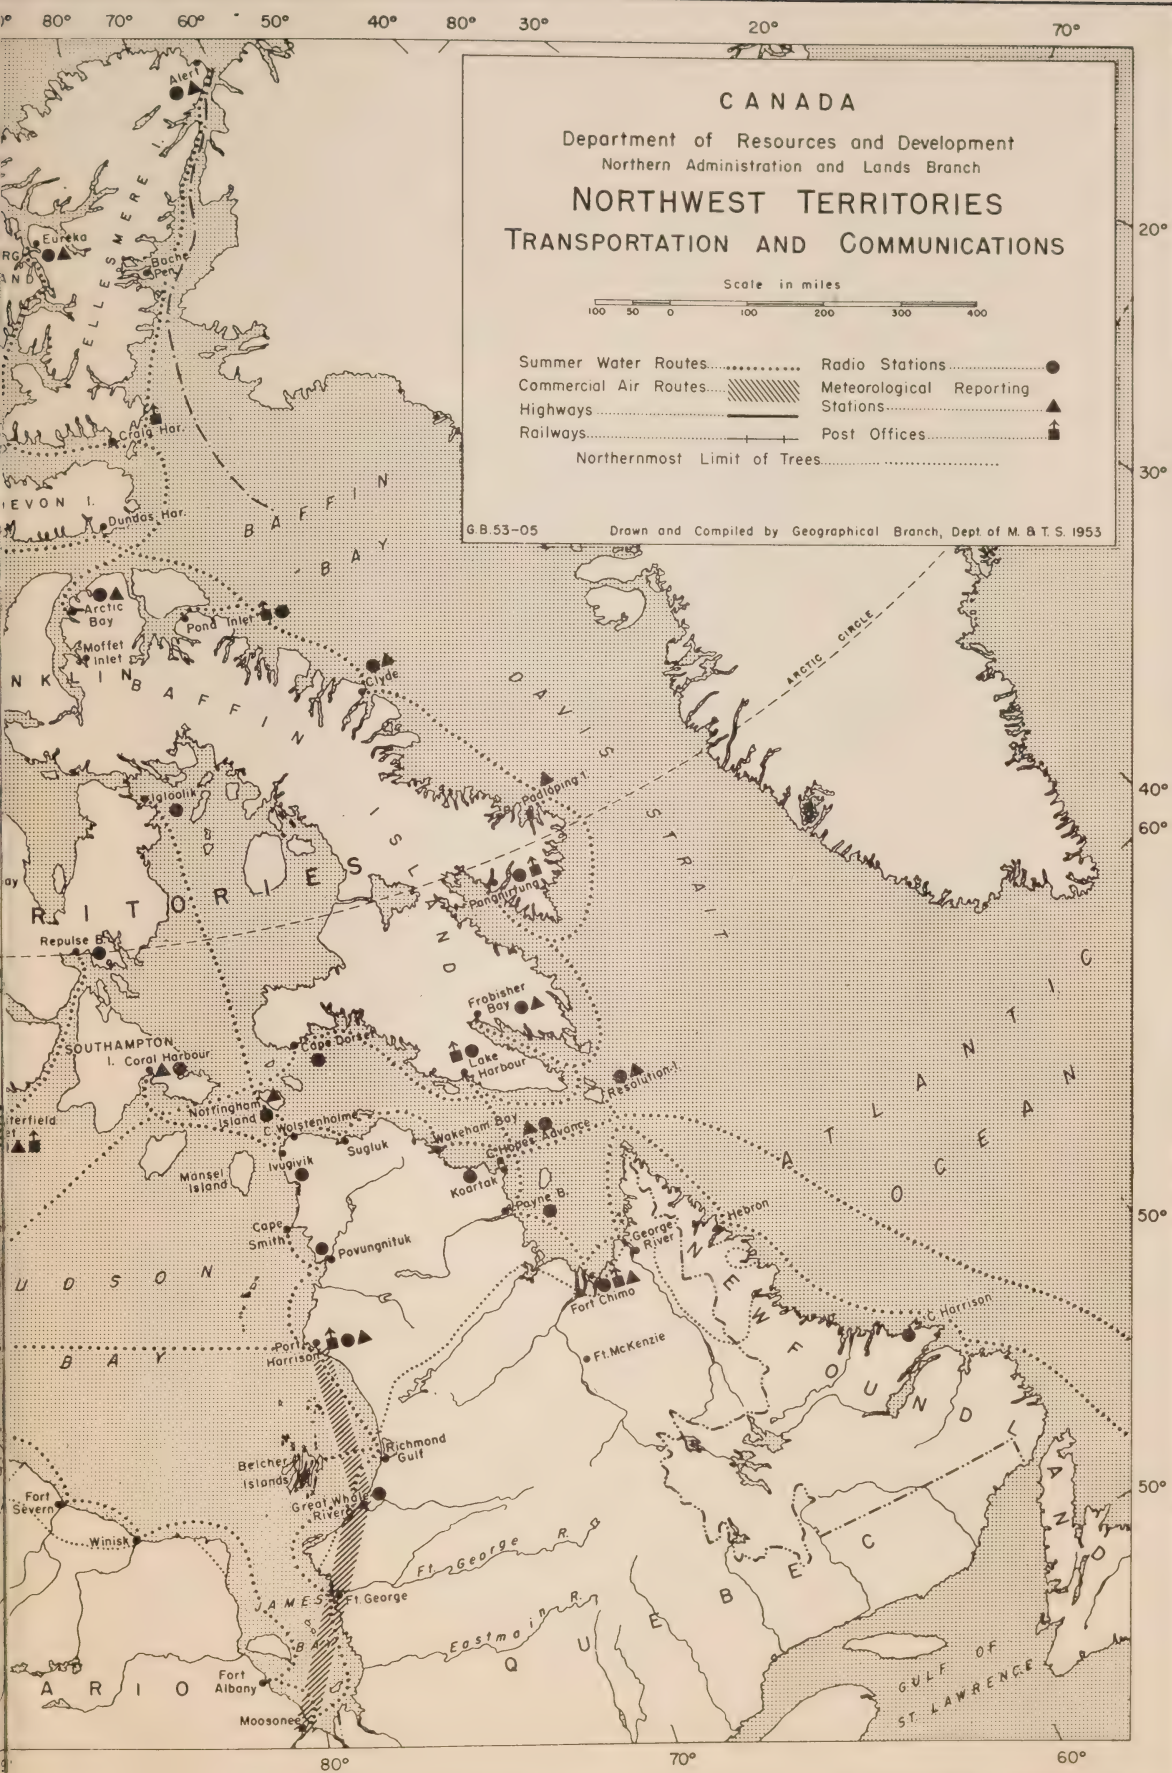 80° 70° 60° 50° 40° 80° 30° 20° 70°
CANADA
Department of Resources and Development
Northern Administration and Lands Branch
NORTHWEST TERRITORIES
TRANSPORTATION AND COMMUNICATIONS
Scale in miles
100 50 0 100 200 300 400
Summer Water Routes
Commercial Air Routes
Highways
Railways
Radio Stations
Meteorological Reporting
Stations
Post Offices
Northernmost Limit of Trees
G.B. 53-05 Drawn and Compiled by Geographical Branch, Dept. of M. & T. S. 1953
20°
30°
40°
60°
50°
50°
Alert
ELLESMERE I.
Eureka
Bache
Pen.
Craig Har.
EVON I.
Dundas Har.
BAFFIN
BAY
Arctic
Bay
Pond Inlet
Moffet
Inlet
NKLIN
BAFFIN
ISLAND
Clyde
DAVIS
STRAIT
ARCTIC CIRCLE
Igloolik
Padloping I.
Pangnirtung
RITORIES
Repulse B.
Frobisher
Bay
SOUTHAMPTON
I.
Coral Harbour
Cape Dorset
Lake
Harbour
Resolution I.
Nottingham
Island
terfield
C. Wolstenholme
Sugluk
Wakeham Bay
C. Hopes Advance
Ivugivik
Mansel
Island
Koartak
Payne B.
ATLANTIC
OCEAN
Cape
Smith
Povungnituk
George
River
Hebron
UDSON
BAY
Fort Chimo
C. Harrison
Port
Harrison
Ft. McKenzie
NEWFOUNDLAND
Richmond
Gulf
Belcher
Islands
Fort
Severn
Great Whale
River
Winisk
Ft. George R.
JAMES
BAY
Ft. George
Eastmain R.
QUEBEC
Fort
Albany
ARIO
Moosonee
GULF OF
ST. LAWRENCE
80° 70° 60°